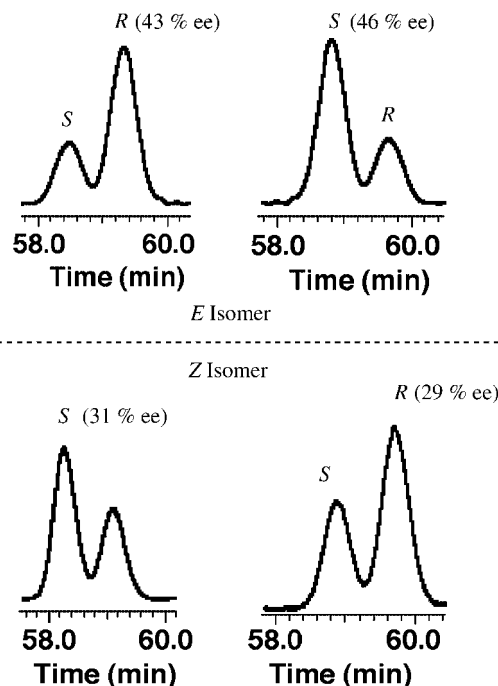 R (43 % ee)
S (46 % ee)
S
R
58.0 60.0
Time (min)
58.0 60.0
Time (min)
E Isomer
Z Isomer
S (31 % ee)
R (29 % ee)
S
58.0 60.0
Time (min)
58.0 60.0
Time (min)